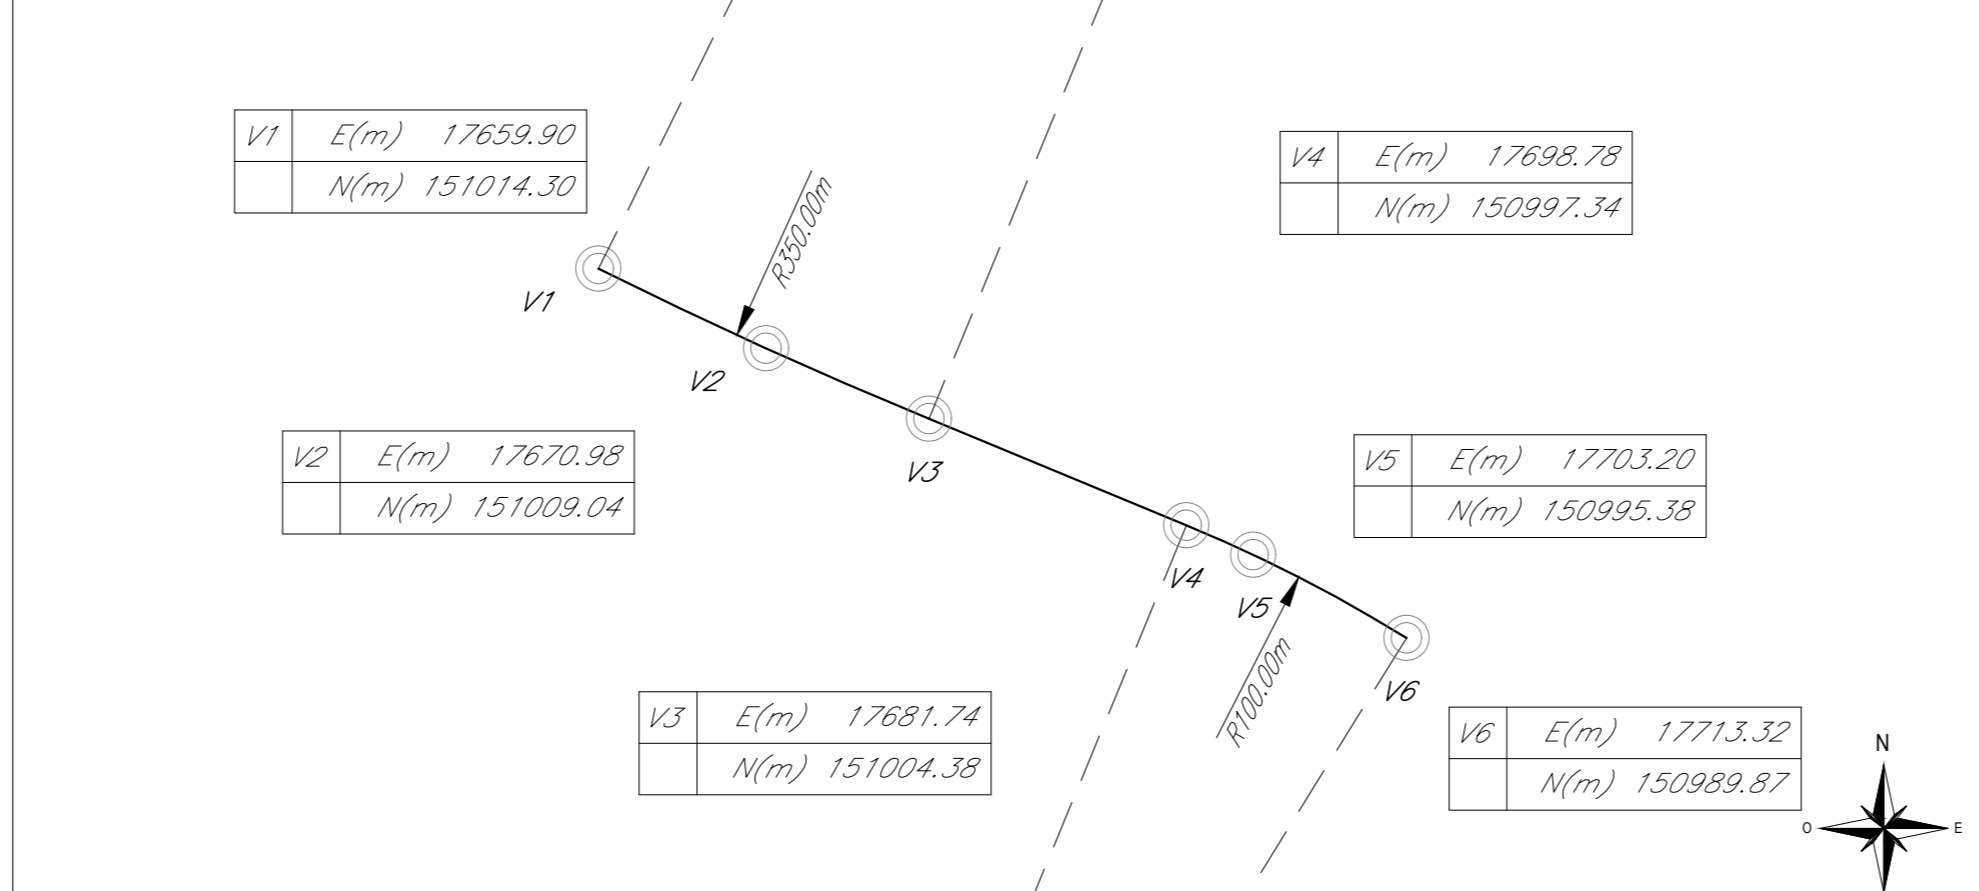 V1 E(m) 17659.90
N(m) 151014.30
V4 E(m) 17698.78
N(m) 150997.34
R350.00m
V1
V2
V3
V2 E(m) 17670.98
N(m) 151009.04
V5 E(m) 17703.20
N(m) 150995.38
V4
V5
V6
R100.00m
V3 E(m) 17681.74
N(m) 151004.38
V6 E(m) 17713.32
N(m) 150989.87
N
O E